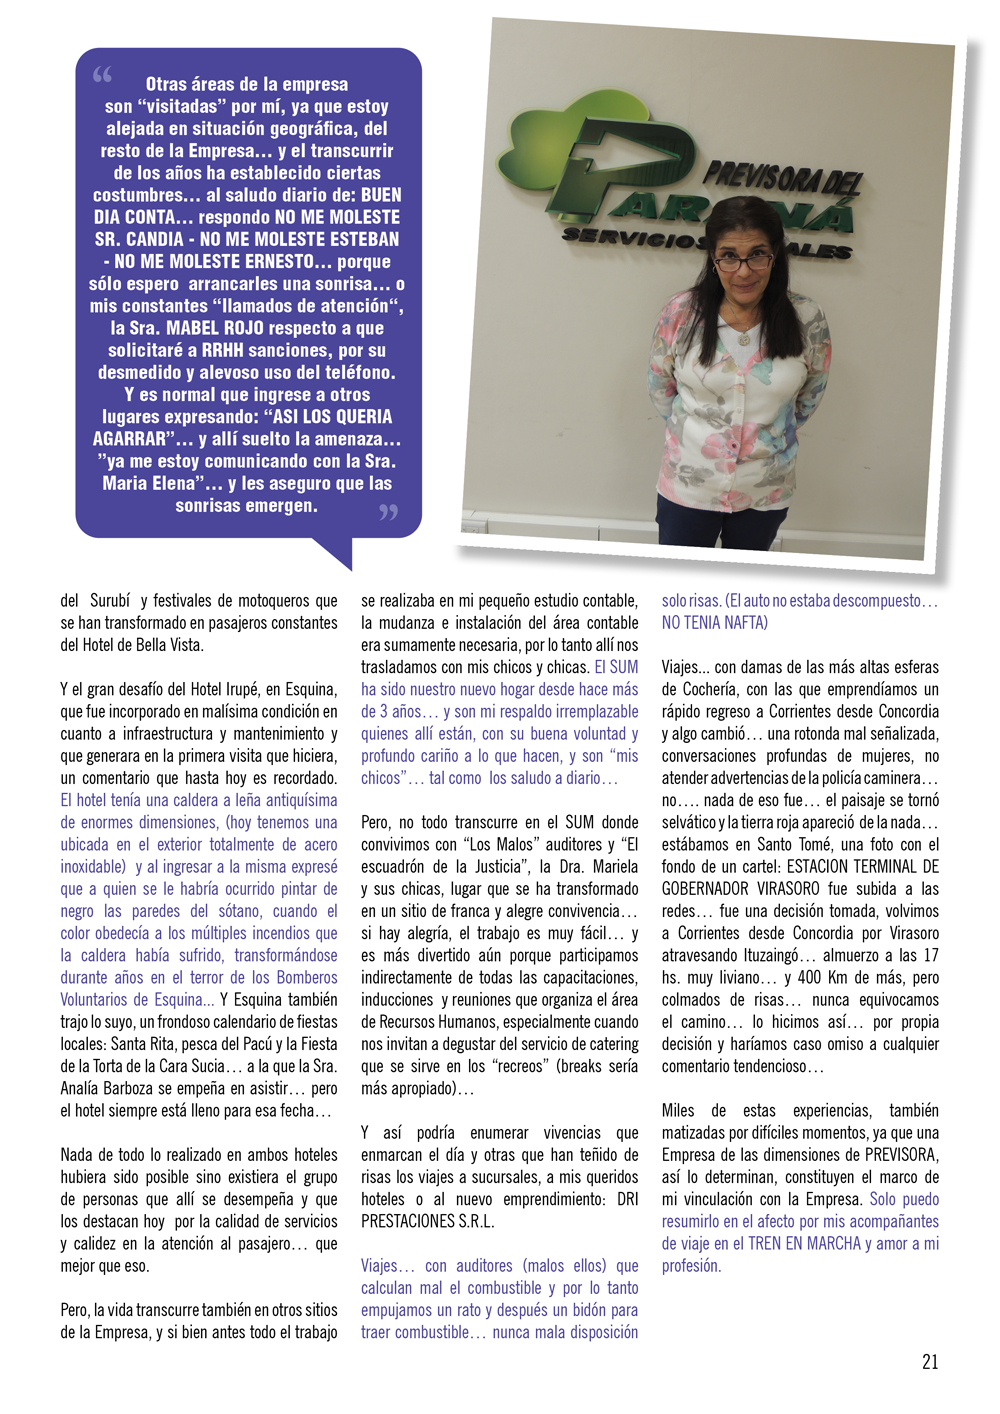 “
Otras áreas de la empresa
son “visitadas” por mí, ya que estoy
alejada en situación geográfica, del
resto de la Empresa... y el transcurrir
de los años ha establecido ciertas
costumbres... al saludo diario de: BUEN
DIA CONTA... respondo NO ME MOLESTE
SR. CANDIA - NO ME MOLESTE ESTEBAN
- NO ME MOLESTE ERNESTO... porque
sólo espero  arrancarles una sonrisa... o
mis constantes “llamados de atención“,
la Sra. MABEL ROJO respecto a que
solicitaré a RRHH sanciones, por su
desmedido y alevoso uso del teléfono.
Y es normal que ingrese a otros
lugares expresando: “ASI LOS QUERIA
AGARRAR”... y allí suelto la amenaza...
”ya me estoy comunicando con la Sra.
Maria Elena”... y les aseguro que las
sonrisas emergen.
”
PREVISORA DEL
SERVICIOS
del  Surubí  y festivales de motoqueros que
se han transformado en pasajeros constantes
del Hotel de Bella Vista.
Y el gran desafío del Hotel Irupé, en Esquina,
que fue incorporado en malísima condición en
cuanto a infraestructura y mantenimiento y
que generara en la primera visita que hiciera,
un comentario que hasta hoy es recordado.
El hotel tenía una caldera a leña antiquísima
de enormes dimensiones, (hoy tenemos una
ubicada en el exterior totalmente de acero
inoxidable)  y al ingresar a la misma expresé
que a quien se le habría ocurrido pintar de
negro las paredes del sótano, cuando el
color obedecía a los múltiples incendios que
la caldera había sufrido, transformándose
durante años en el terror de los Bomberos
Voluntarios de Esquina... Y Esquina también
trajo lo suyo, un frondoso calendario de fiestas
locales: Santa Rita, pesca del Pacú y la Fiesta
de la Torta de la Cara Sucia... a la que la Sra.
Analía Barboza se empeña en asistir... pero
el hotel siempre está lleno para esa fecha...
Nada de todo lo realizado en ambos hoteles
hubiera sido posible sino existiera el grupo
de personas que allí se desempeña y que
los destacan hoy  por la calidad de servicios
y calidez en la atención al pasajero... que
mejor que eso.
Pero, la vida transcurre también en otros sitios
de la Empresa, y si bien antes todo el trabajo
se realizaba en mi pequeño estudio contable,
la mudanza e instalación del área contable
era sumamente necesaria, por lo tanto allí nos
trasladamos con mis chicos y chicas. El SUM
ha sido nuestro nuevo hogar desde hace más
de 3 años... y son mi respaldo irremplazable
quienes allí están, con su buena voluntad y
profundo cariño a lo que hacen, y son “mis
chicos”... tal como  los saludo a diario...
Pero, no todo transcurre en el SUM donde
convivimos con “Los Malos” auditores y “El
escuadrón de la Justicia”, la Dra. Mariela
y sus chicas, lugar que se ha transformado
en un sitio de franca y alegre convivencia...
si hay alegría, el trabajo es muy fácil... y
es más divertido aún porque participamos
indirectamente de todas las capacitaciones,
inducciones  y reuniones que organiza el área
de Recursos Humanos, especialmente cuando
nos invitan a degustar del servicio de catering
que se sirve en los “recreos” (breaks sería
más apropiado)...
Y así podría enumerar vivencias que
enmarcan el día y otras que han teñido de
risas los viajes a sucursales, a mis queridos
hoteles o al nuevo emprendimiento: DRI
PRESTACIONES S.R.L.
Viajes... con auditores (malos ellos) que
calculan mal el combustible y por lo tanto
empujamos un rato y después un bidón para
traer combustible... nunca mala disposición
solo risas. (El auto no estaba descompuesto...
NO TENIA NAFTA)
Viajes... con damas de las más altas esferas
de Cochería, con las que emprendíamos un
rápido regreso a Corrientes desde Concordia
y algo cambió... una rotonda mal señalizada,
conversaciones profundas de mujeres, no
atender advertencias de la policía caminera...
no.... nada de eso fue... el paisaje se tornó
selvático y la tierra roja apareció de la nada...
estábamos en Santo Tomé, una foto con el
fondo de un cartel: ESTACION TERMINAL DE
GOBERNADOR VIRASORO fue subida a las
redes... fue una decisión tomada, volvimos
a Corrientes desde Concordia por Virasoro
atravesando Ituzaingó... almuerzo a las 17
hs. muy liviano... y 400 Km de más, pero
colmados de risas... nunca equivocamos
el camino... lo hicimos así... por propia
decisión y haríamos caso omiso a cualquier
comentario tendencioso...
Miles de estas experiencias, también
matizadas por difíciles momentos, ya que una
Empresa de las dimensiones de PREVISORA,
así lo determinan, constituyen el marco de
mi vinculación con la Empresa. Solo puedo
resumirlo en el afecto por mis acompañantes
de viaje en el TREN EN MARCHA y amor a mi
profesión.
21